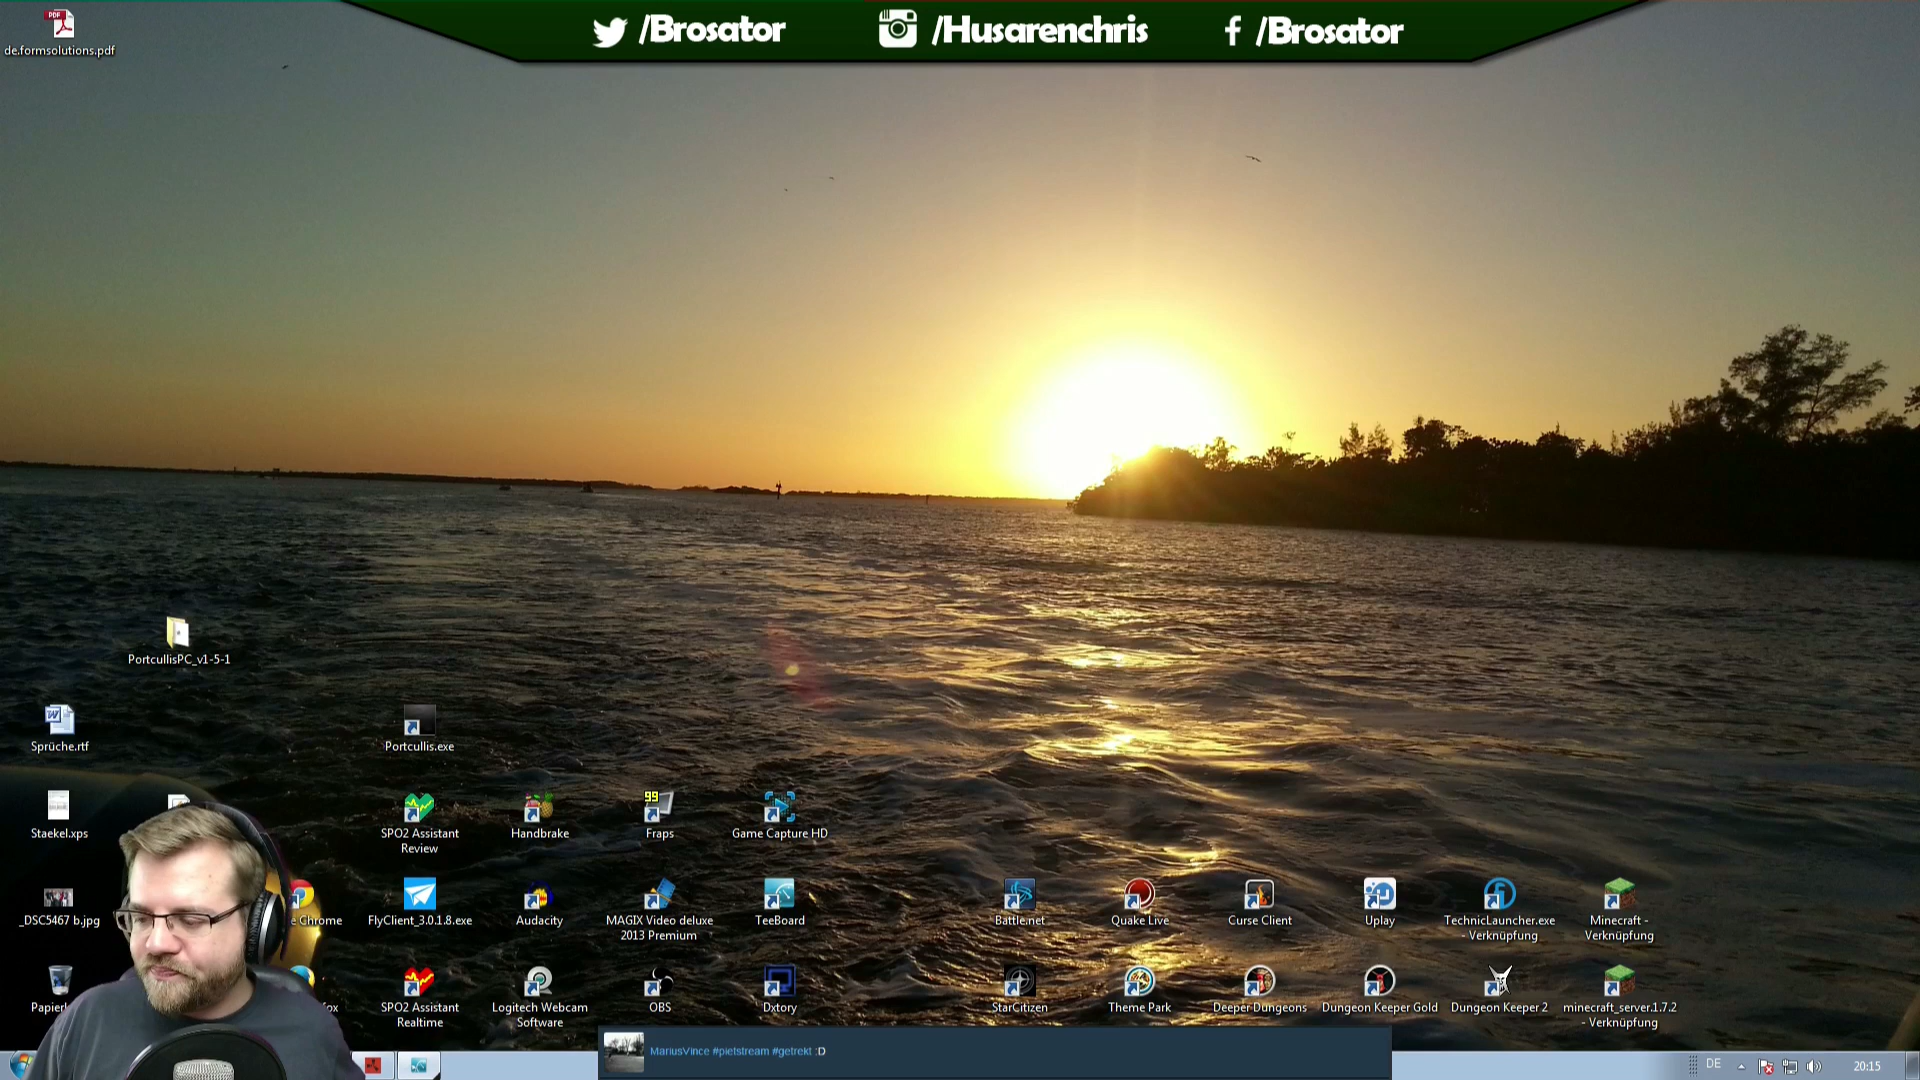 /Brosator
/Husarenchris
/Brosator
de.formsolutions.pdf
PortcullisPC_v1-5-1
Sprüche.rtf
Portcullis.exe
Staekel.xps
SPO2 Assistant
Review
Handbrake
99
Fraps
Game Capture HD
_DSC5467 b.jpg
e Chrome
FlyClient_3.0.1.8.exe
Audacity
MAGIX Video deluxe
2013 Premium
TeeBoard
Battle.net
Quake Live
Curse Client
Uplay
TechnicLauncher.exe
- Verknüpfung
Minecraft -
Verknüpfung
Papierk
fox
SPO2 Assistant
Realtime
Logitech Webcam
Software
OBS
Dxtory
StarCitizen
Theme Park
Deeper Dungeons
Dungeon Keeper Gold
Dungeon Keeper 2
minecraft_server.1.7.2
- Verknüpfung
MariusVince #pietstream #getrekt :D
DE
20:15